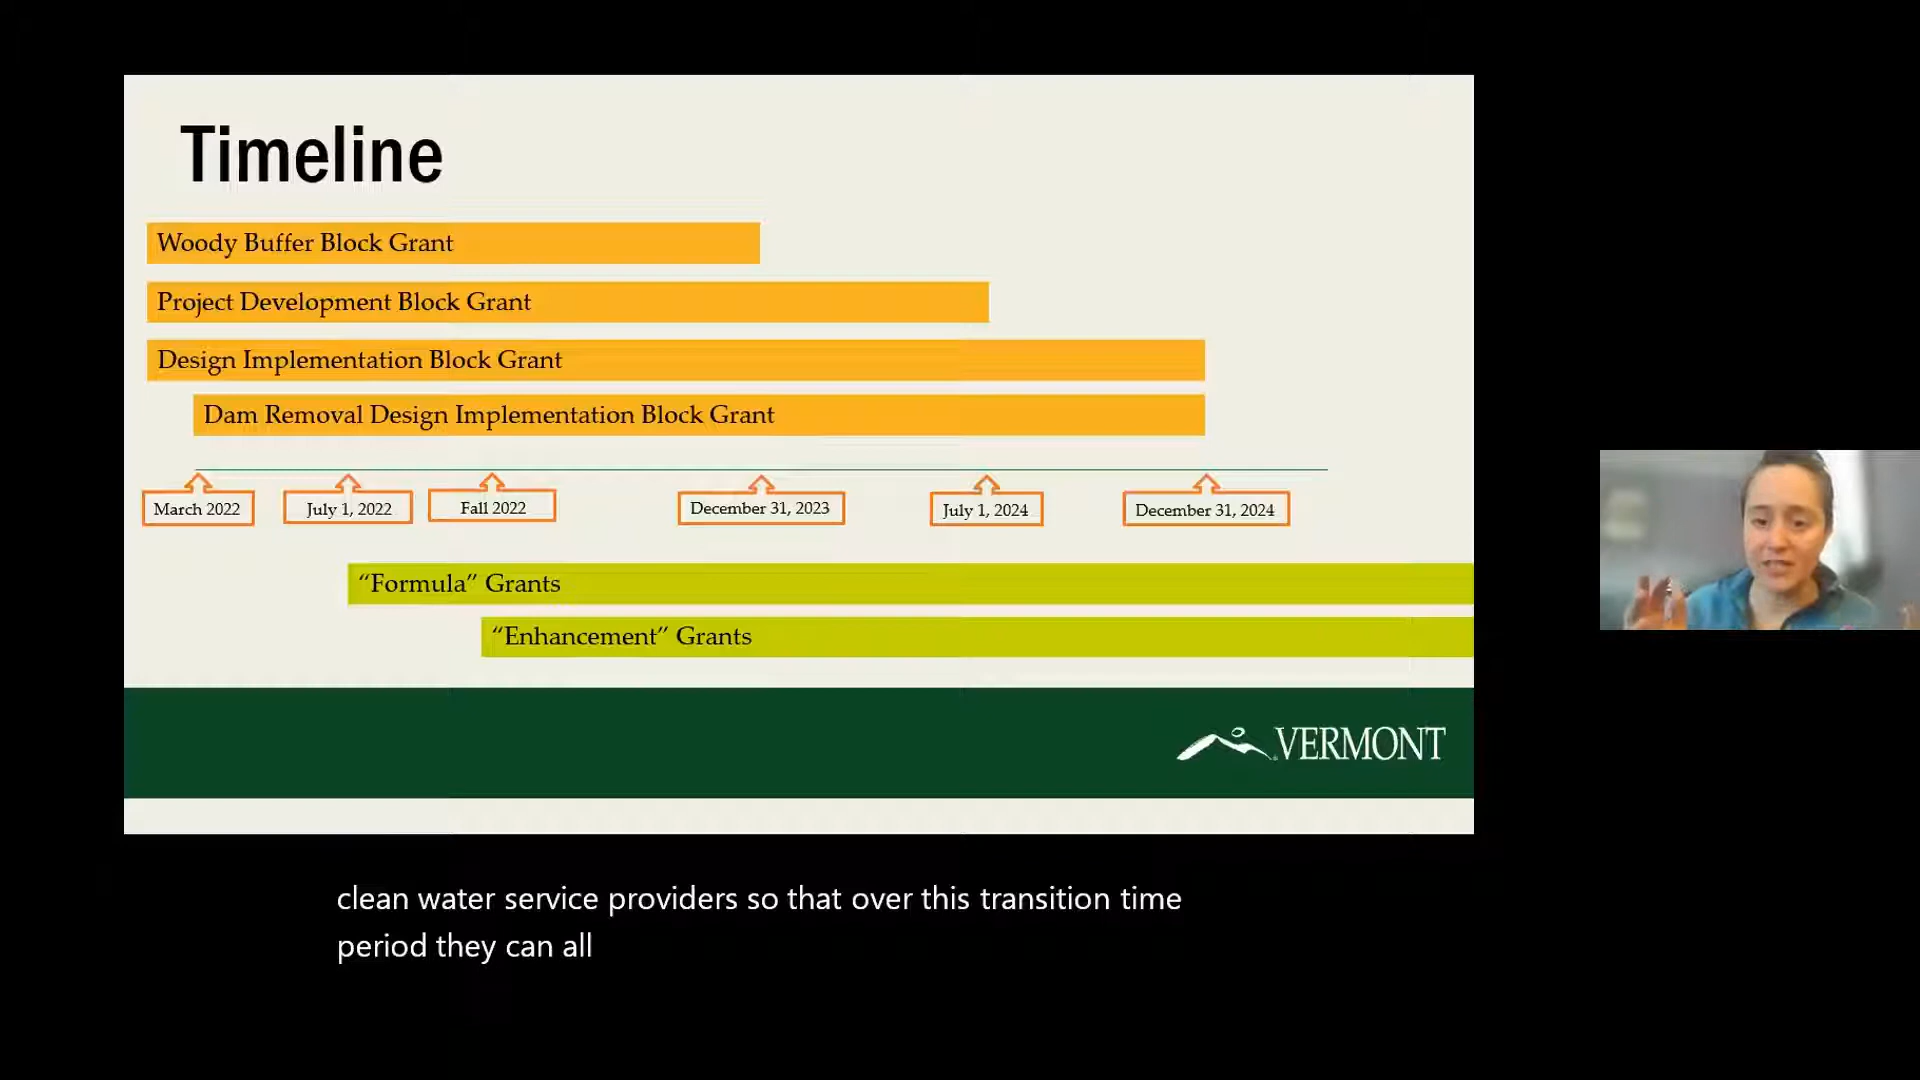 Timeline
Woody Buffer Block Grant
Project Development Block Grant
Design Implementation Block Grant
Dam Removal Design Implementation Block Grant
March 2022
July 1, 2022
Fall 2022
December 31, 2023
July 1, 2024
December 31, 2024
“Formula” Grants
“Enhancement” Grants
VERMONT
clean water service providers so that over this transition time
period they can all